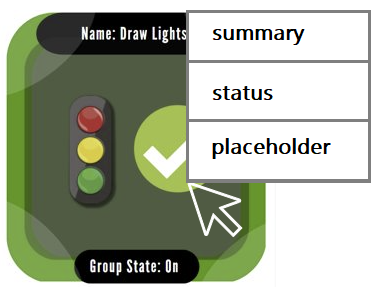 Name: Draw Lights
summary
status
placeholder
Group State: On